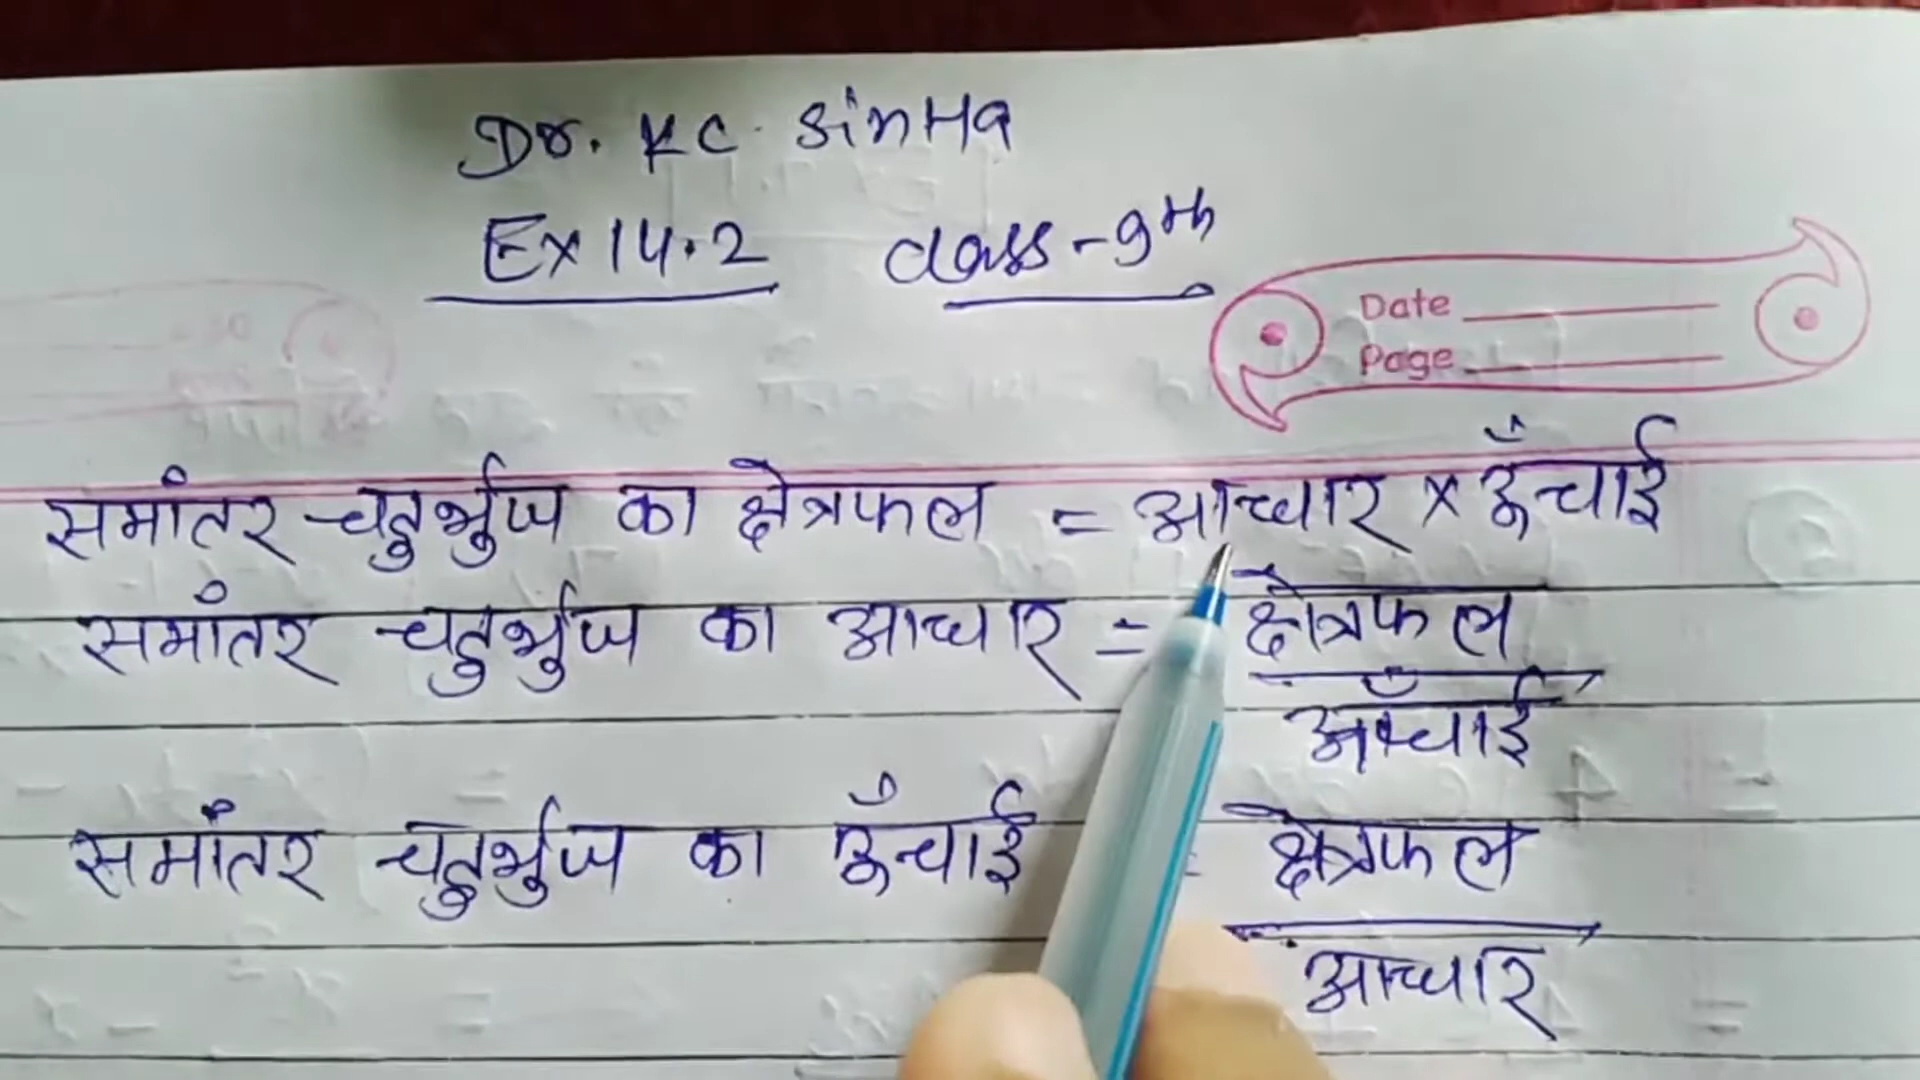 Dr. KC. SinHa
Ex 14.2 class-9th
Date
Page
समांतर चतुर्भुज का क्षेत्रफल = आधार × ऊँचाई
समांतर चतुर्भुज का आधार = क्षेत्रफल
ऊँचाई
समांतर चतुर्भुज का ऊँचाई = क्षेत्रफल
आधार